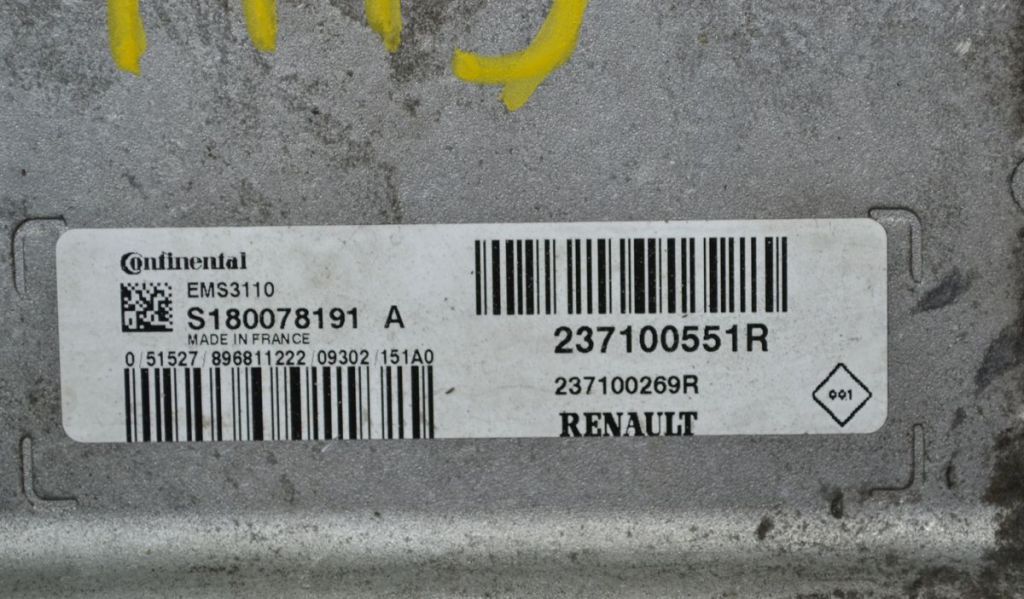 Continental
EMS3110
S180078191 A
MADE IN FRANCE
0/51527/896811222/09302/151A0
237100551R
237100269R
RENAULT
001